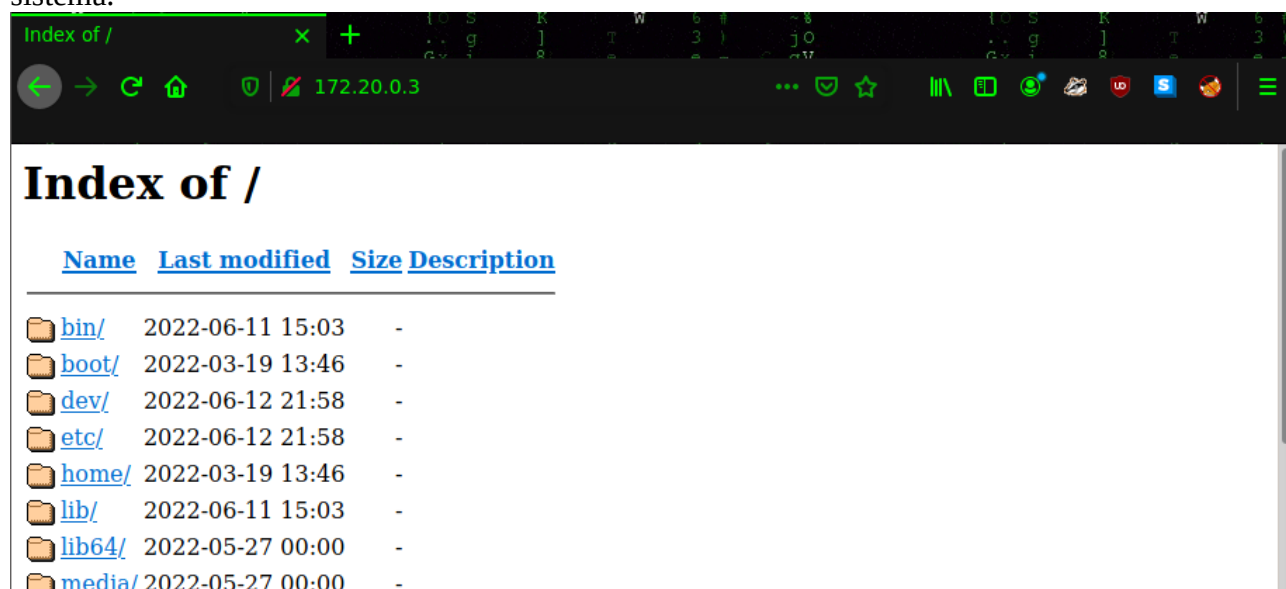 sistema:
Index of /
172.20.0.3
Index of /
Name Last modified Size Description
bin/ 2022-06-11 15:03 -
boot/ 2022-03-19 13:46 -
dev/ 2022-06-12 21:58 -
etc/ 2022-06-12 21:58 -
home/ 2022-03-19 13:46 -
lib/ 2022-06-11 15:03 -
lib64/ 2022-05-27 00:00 -
media/ 2022-05-27 00:00 -